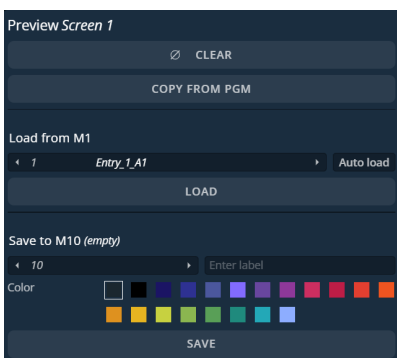 Preview Screen 1
CLEAR
COPY FROM PGM
Load from M1
1 Entry_1_A1 Auto load
LOAD
Save to M10 (empty)
10 Enter label
Color
SAVE